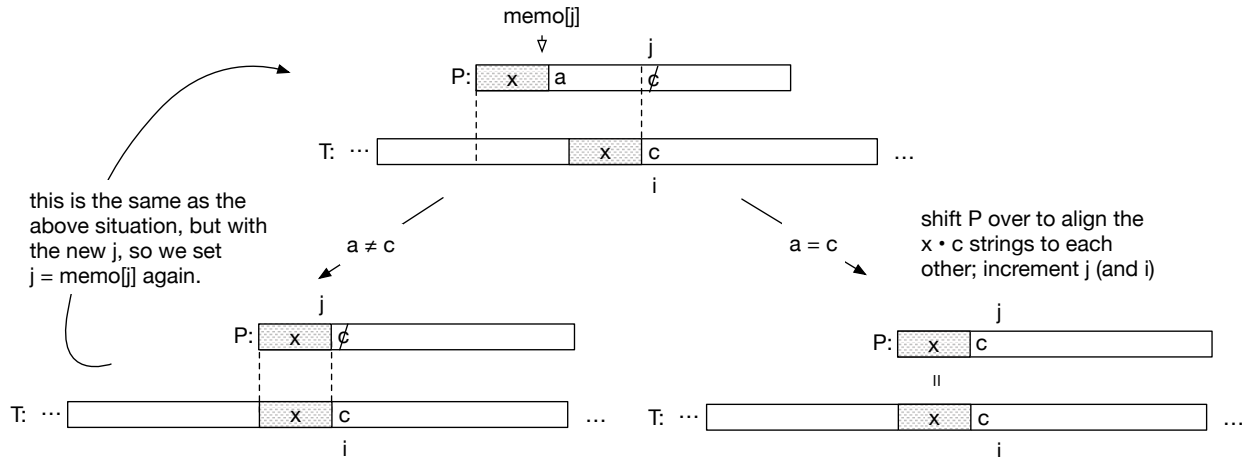 memo[j]
j
P: x a c
T: ... x c ...
i
this is the same as the
above situation, but with
the new j, so we set
j = memo[j] again.
a ≠ c
a = c
shift P over to align the
x • c strings to each
other; increment j (and i)
j
P: x c
T: ... x c ...
i
j
P: x c
=
T: ... x c ...
i